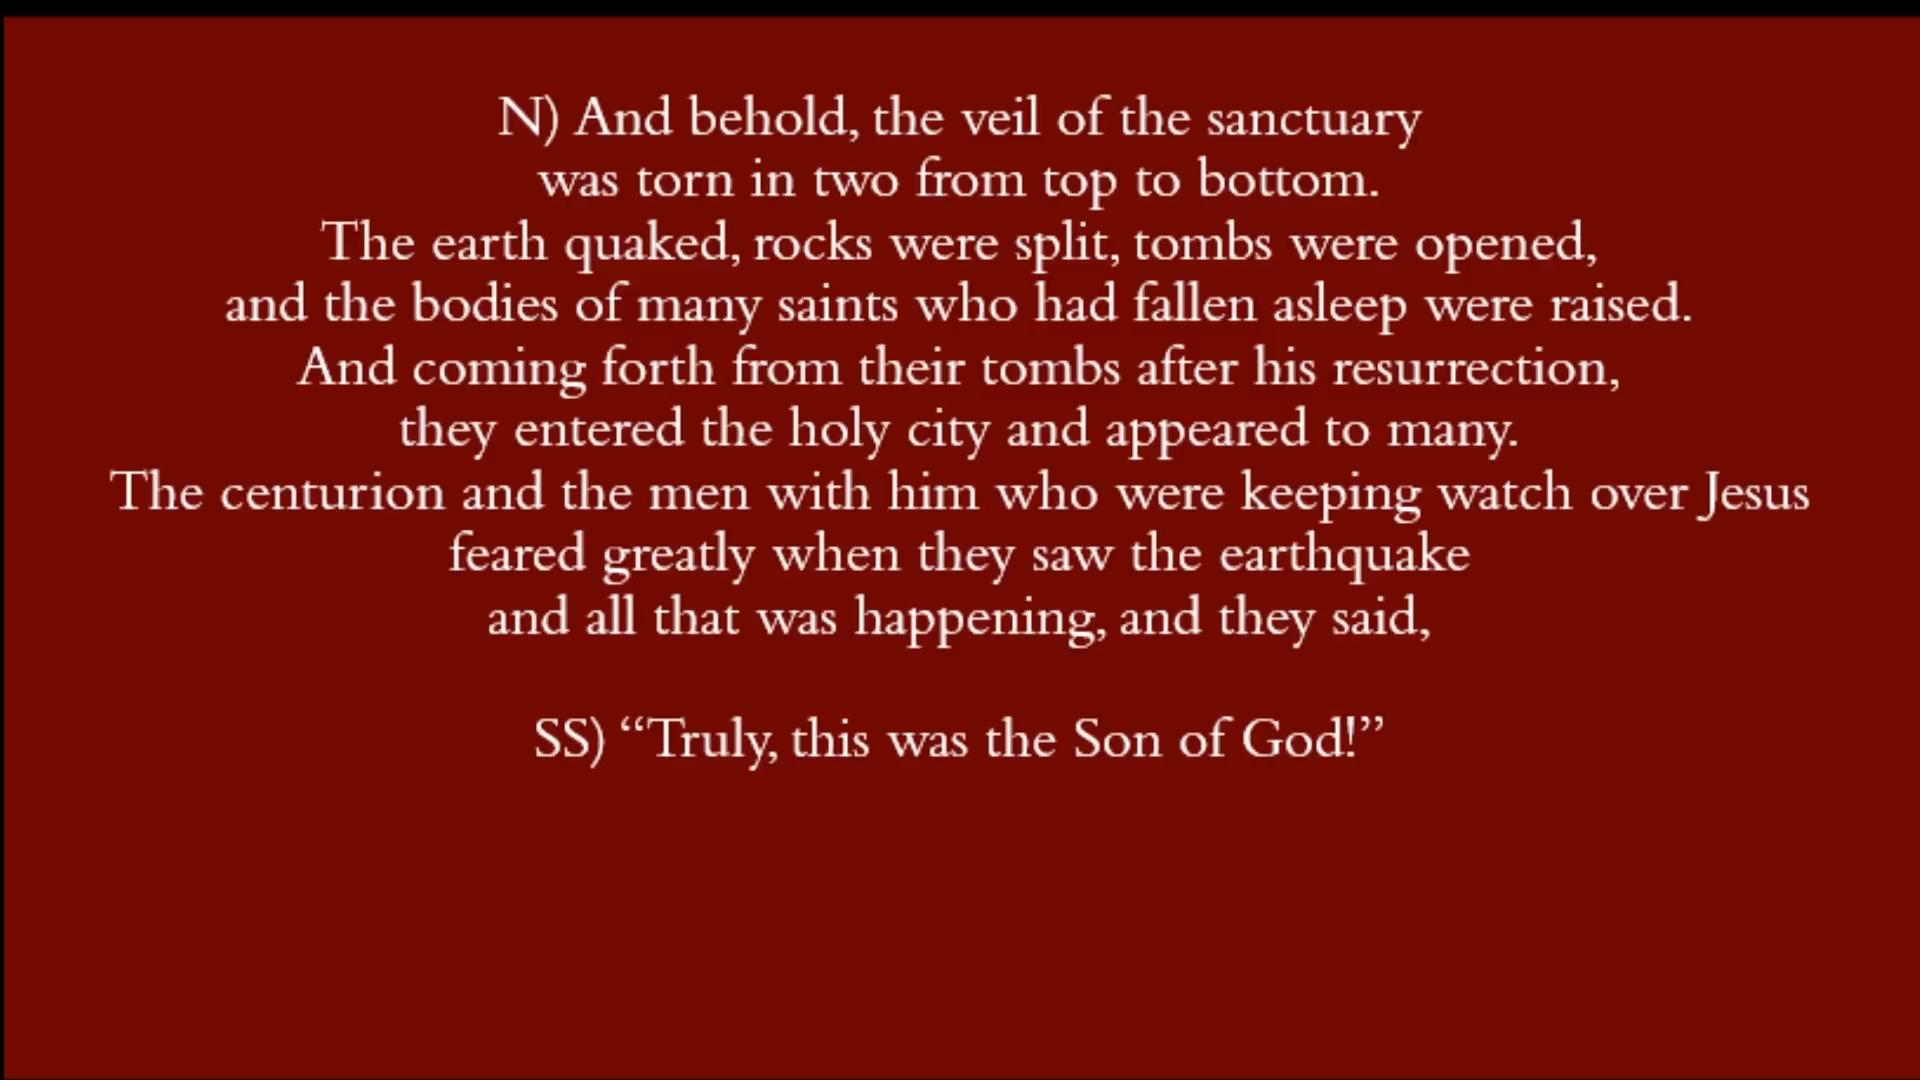 N) And behold, the veil of the sanctuary
was torn in two from top to bottom.
The earth quaked, rocks were split, tombs were opened,
and the bodies of many saints who had fallen asleep were raised.
And coming forth from their tombs after his resurrection,
they entered the holy city and appeared to many.
The centurion and the men with him who were keeping watch over Jesus
feared greatly when they saw the earthquake
and all that was happening, and they said,
SS) “Truly, this was the Son of God!”